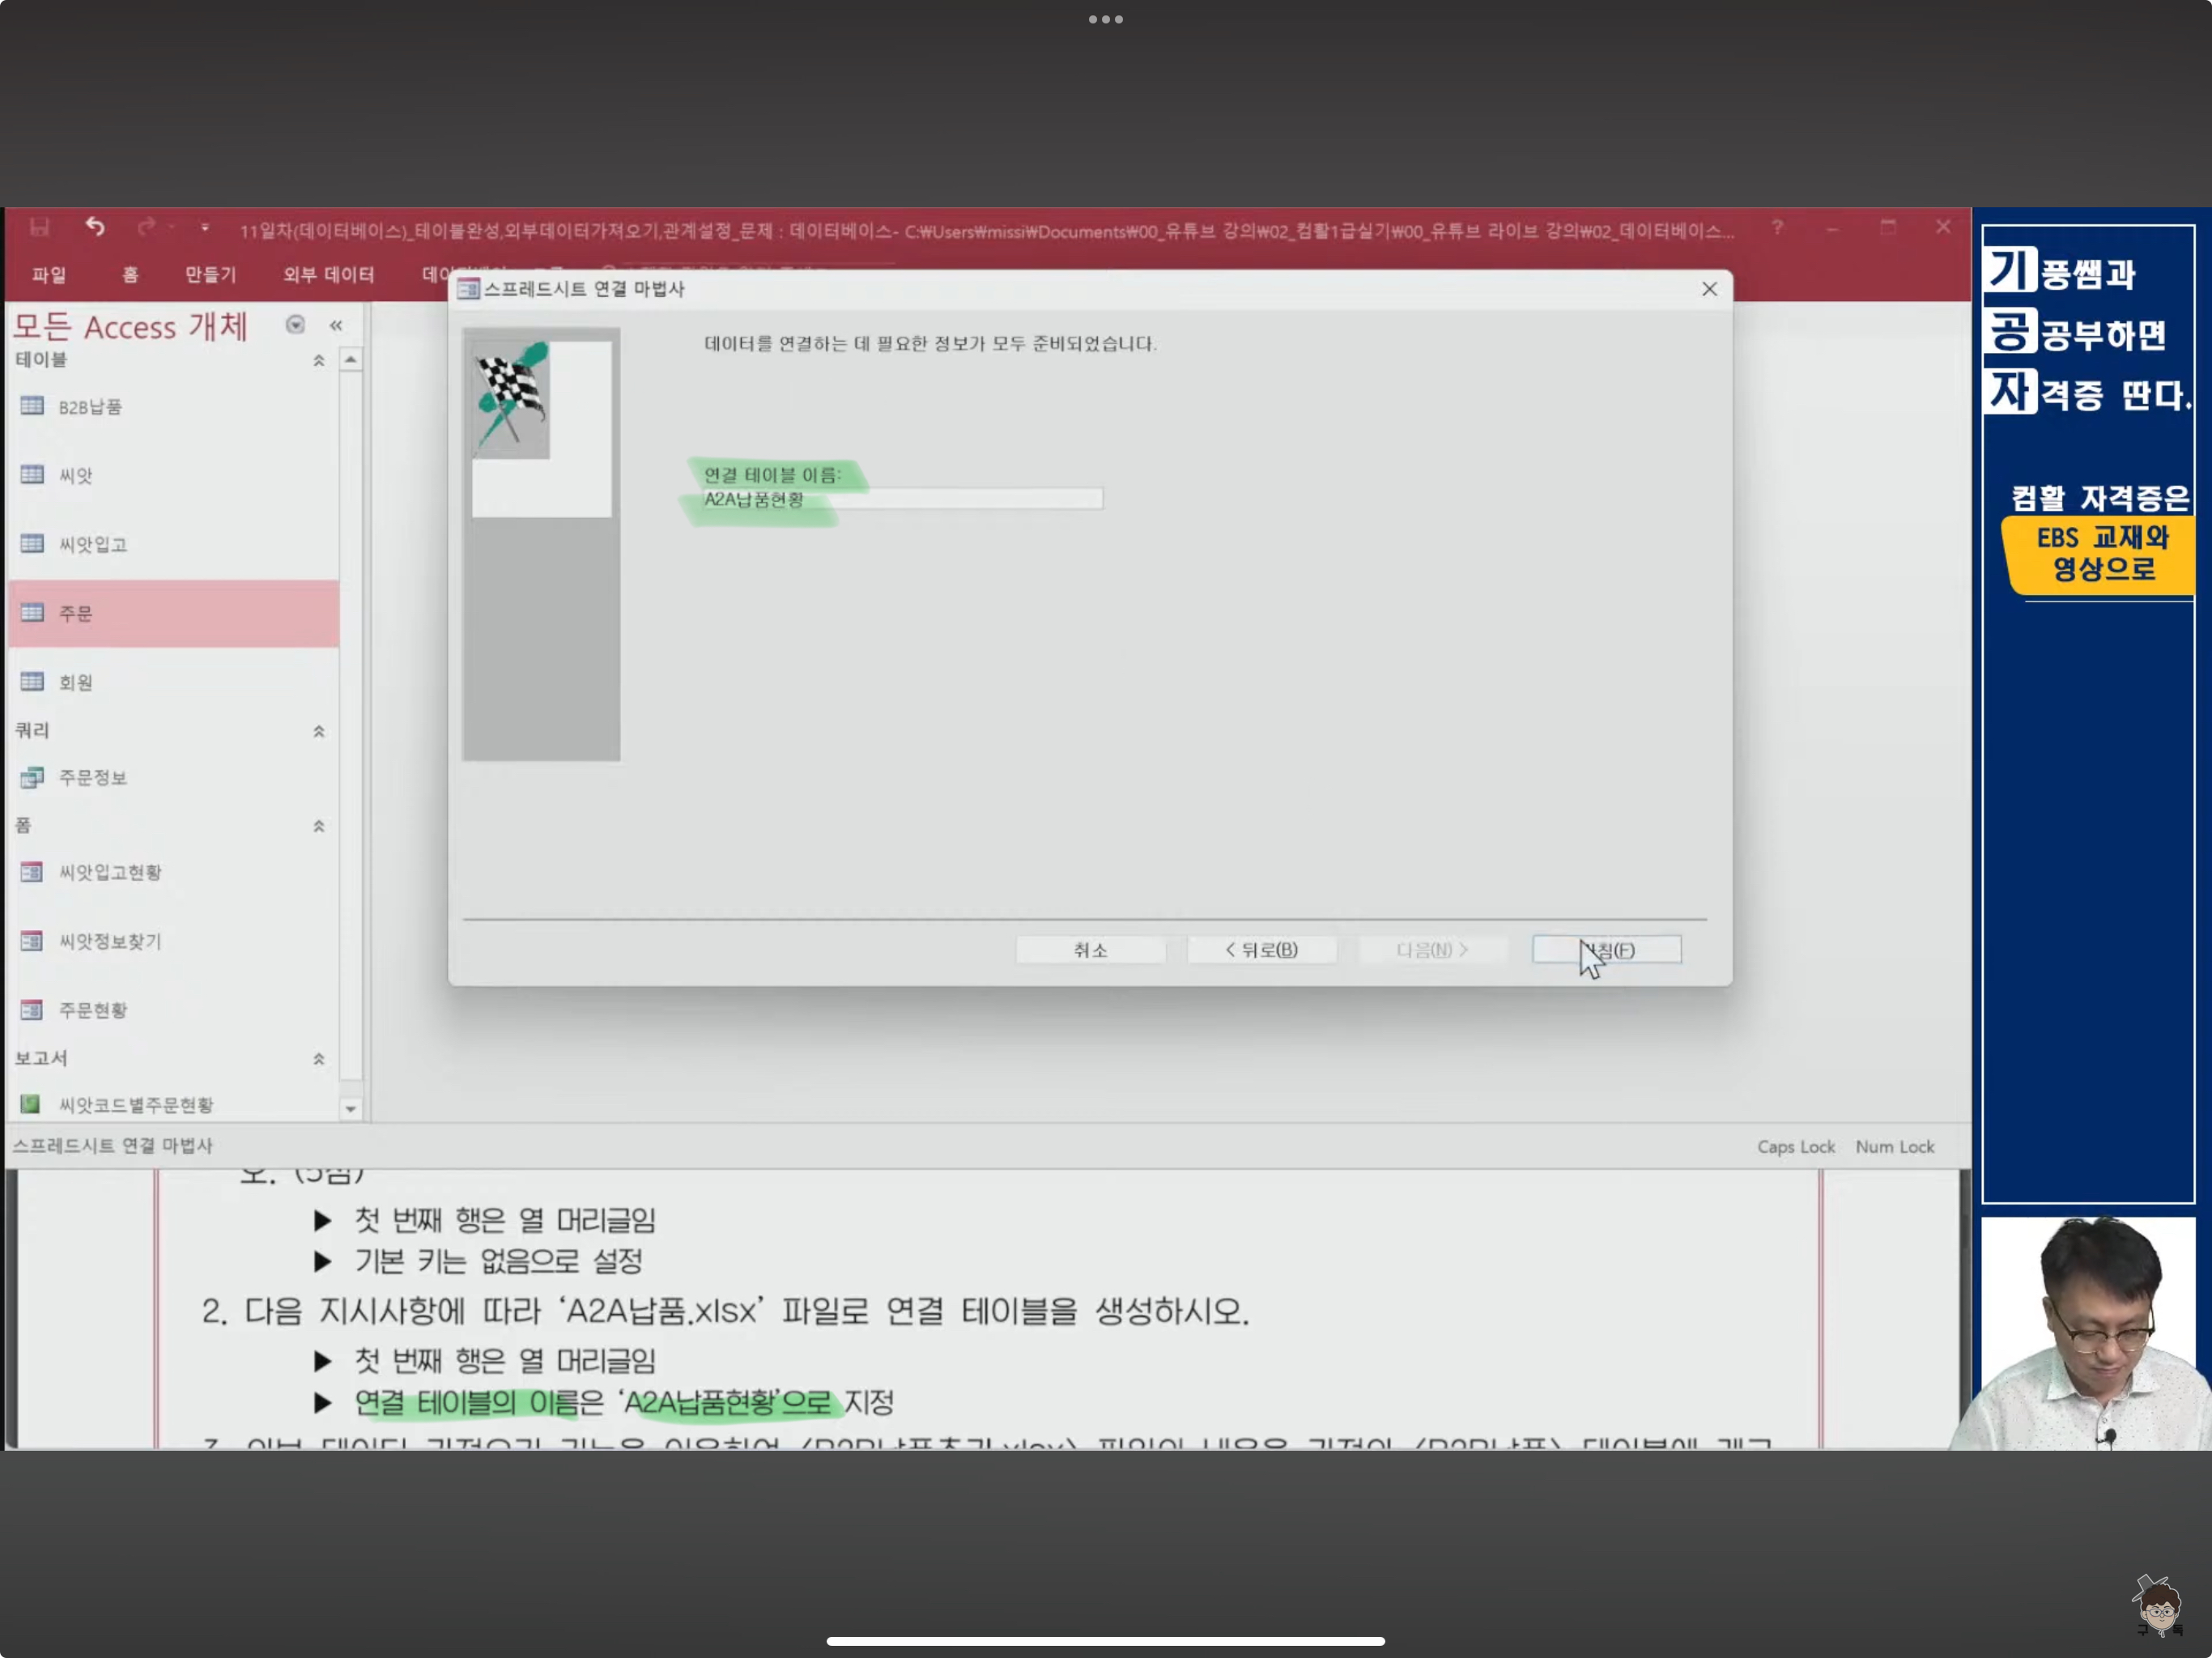 11일차(데이터베이스)_테이블완성,외부데이터가져오기,관계설정_문제 : 데이터베이스- C:₩Users₩missi₩Documents₩00_유튜브 강의₩02_컴활1급실기₩00_유튜브 라이브 강의₩02_데이터베이스...
파일 홈 만들기 외부 데이터
모든 Access 개체
테이블
B2B납품
씨앗
씨앗입고
주문
회원
쿼리
주문정보
폼
씨앗입고현황
씨앗정보찾기
주문현황
보고서
씨앗코드별주문현황
스프레드시트 연결 마법사
데이터를 연결하는 데 필요한 정보가 모두 준비되었습니다.
연결 테이블 이름:
A2A납품현황
취소
< 뒤로(B)
다음(N) >
스프레드시트 연결 마법사
Caps Lock Num Lock
오. (5점)
▶ 첫 번째 행은 열 머리글임
▶ 기본 키는 없음으로 설정
2. 다음 지시사항에 따라 ‘A2A납품.xlsx’ 파일로 연결 테이블을 생성하시오.
▶ 첫 번째 행은 열 머리글임
▶ 연결 테이블의 이름은 ‘A2A납품현황’으로 지정
기풍쌤과
공공부하면
자격증 딴다.
컴활 자격증은
EBS 교재와
영상으로
구독